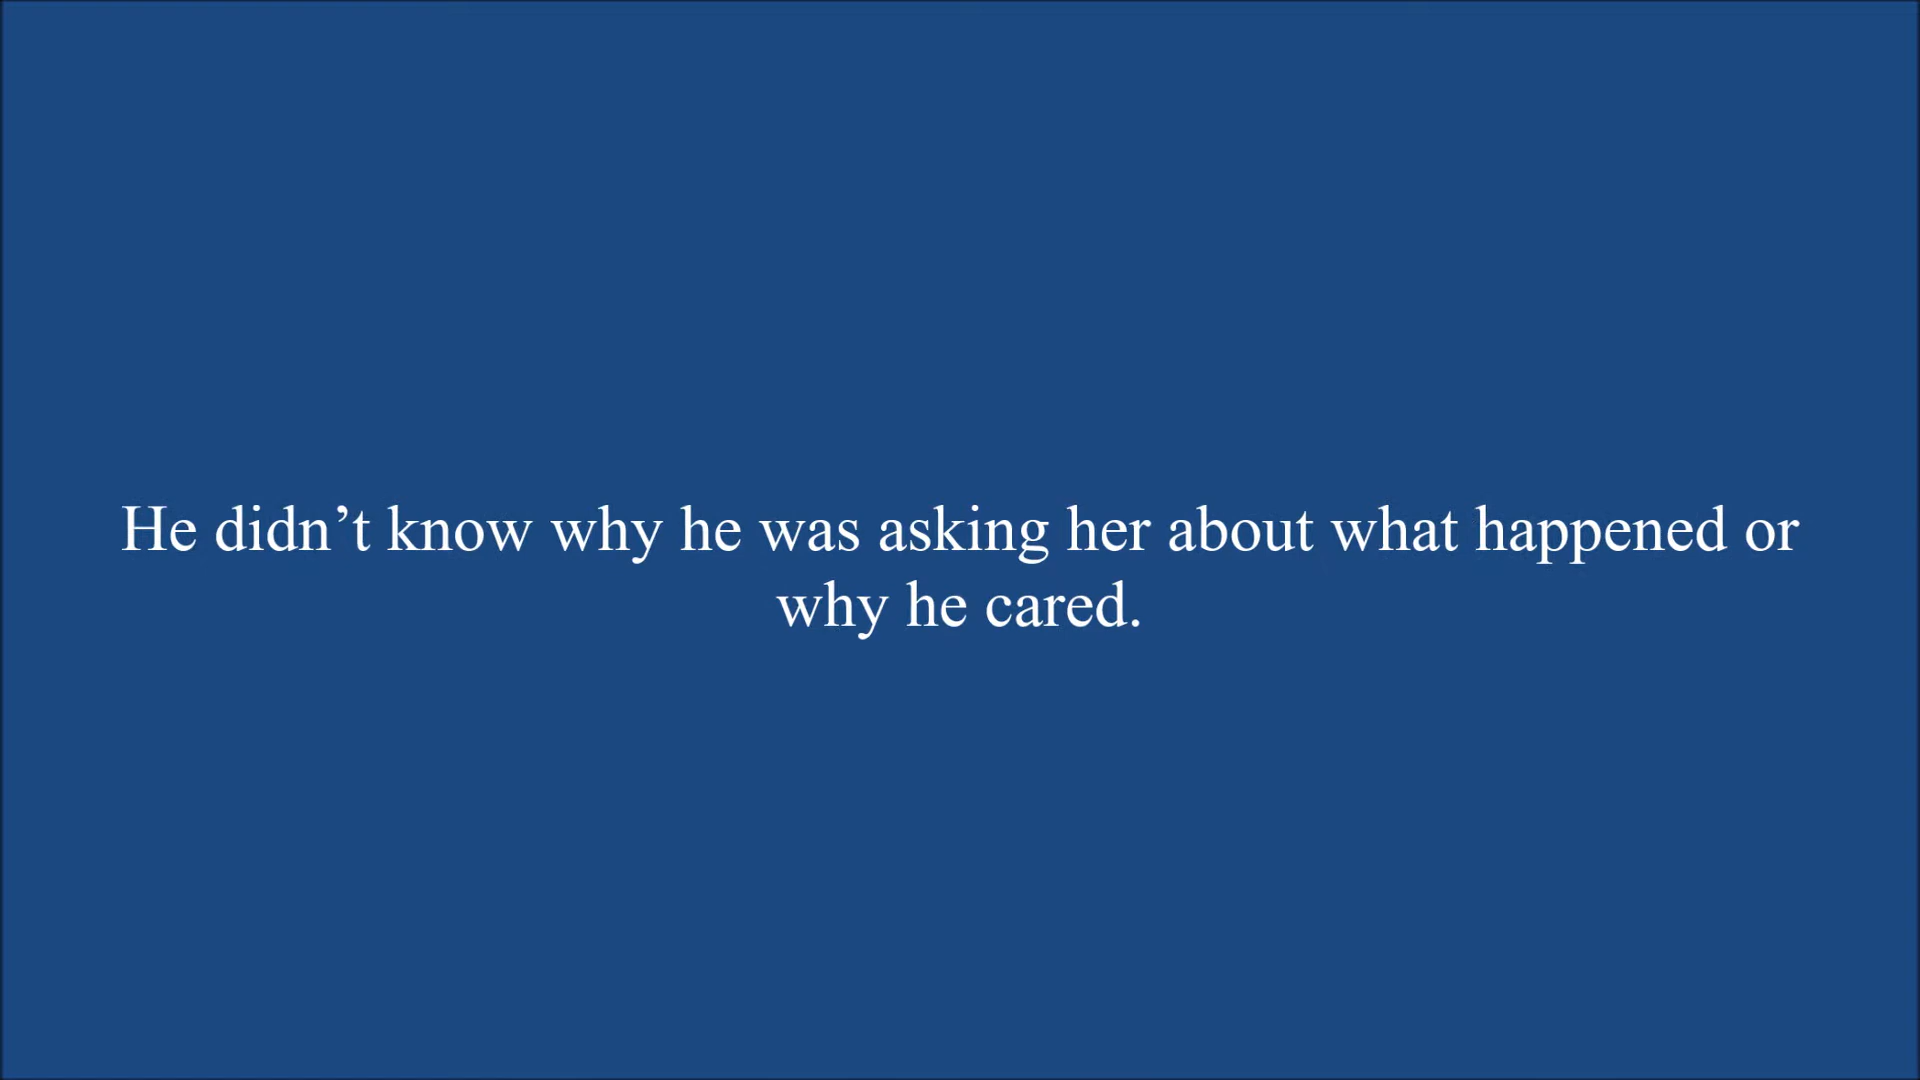 He didn’t know why he was asking her about what happened or
why he cared.